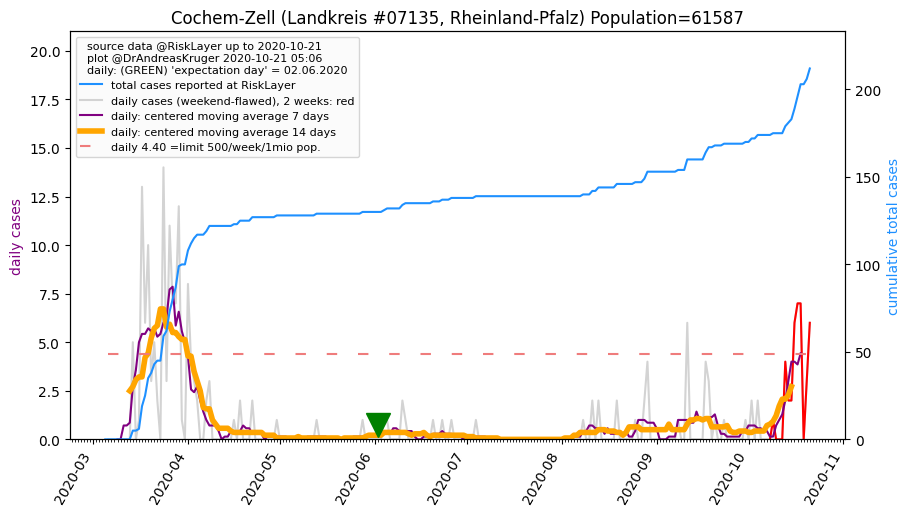 Cochem-Zell (Landkreis #07135, Rheinland-Pfalz) Population=61587
source data @RiskLayer up to 2020-10-21
plot @DrAndreasKruger 2020-10-21 05:06
daily: (GREEN) 'expectation day' = 02.06.2020
total cases reported at RiskLayer
daily cases (weekend-flawed), 2 weeks: red
daily: centered moving average 7 days
daily: centered moving average 14 days
daily 4.40 =limit 500/week/1mio pop.
daily cases
20.0
17.5
15.0
12.5
10.0
7.5
5.0
2.5
0.0
cumulative total cases
200
150
100
50
0
2020-03
2020-04
2020-05
2020-06
2020-07
2020-08
2020-09
2020-10
2020-11